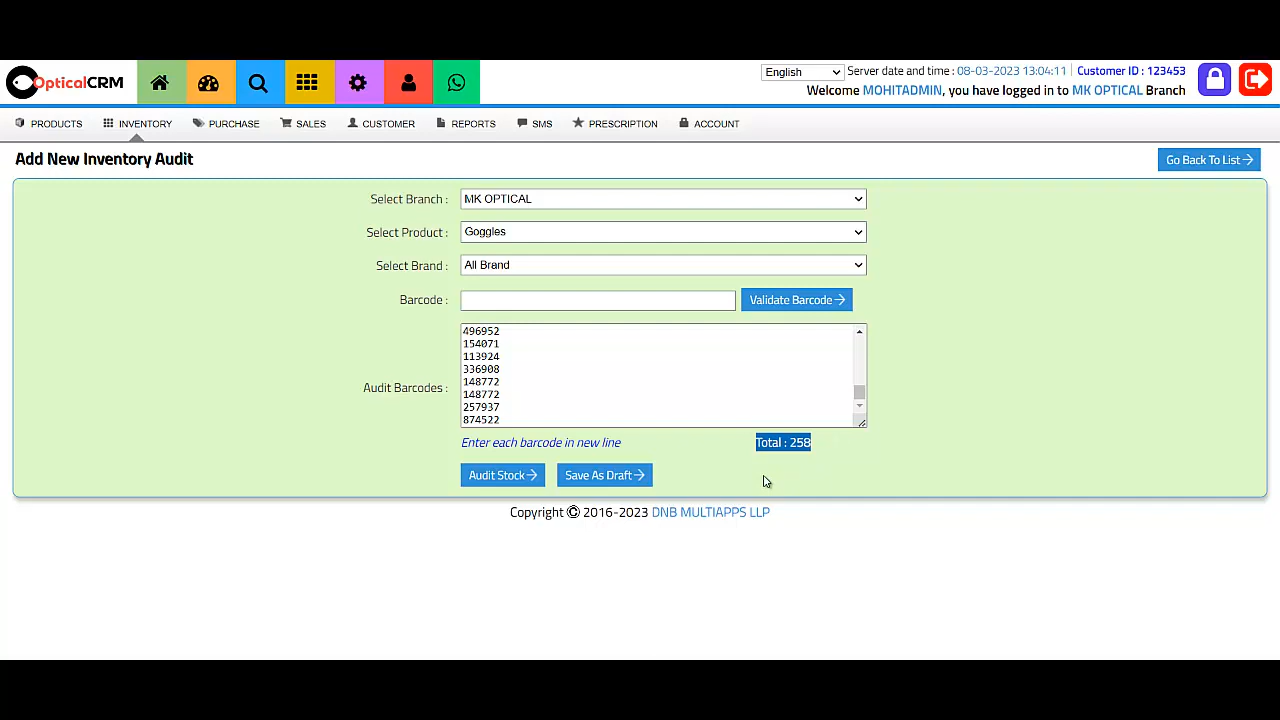 OpticalCRM
English Server date and time : 08-03-2023 13:04:11 Customer ID : 123453
Welcome MOHITADMIN, you have logged in to MK OPTICAL Branch
PRODUCTS INVENTORY PURCHASE SALES CUSTOMER REPORTS SMS PRESCRIPTION ACCOUNT
Add New Inventory Audit
Go Back To List
Select Branch : MK OPTICAL
Select Product : Goggles
Select Brand : All Brand
Barcode : Validate Barcode
496952
154071
113924
336908
148772
Audit Barcodes :
148772
257937
874522
Enter each barcode in new line Total : 258
Audit Stock Save As Draft
Copyright © 2016-2023 DNB MULTIAPPS LLP